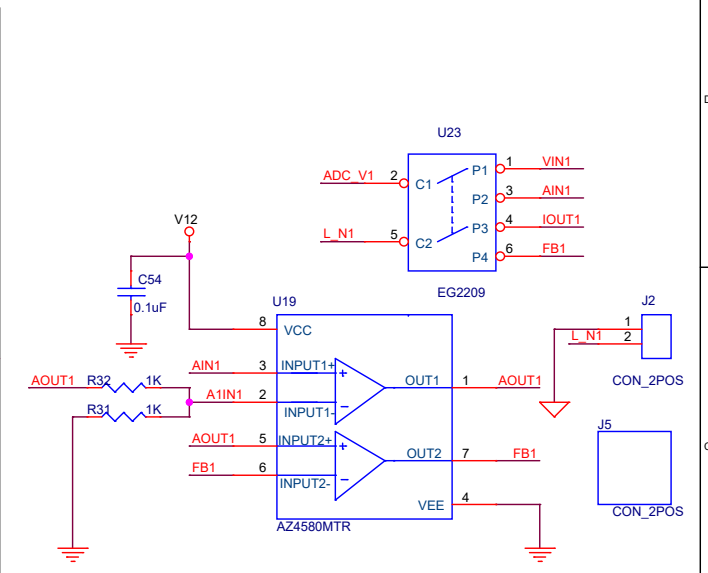 D
U23
ADC_V1 2 C1 P1 1 VIN1
P2 3 AIN1
L_N1 5 C2 P3 4 IOUT1
P4 6 FB1
EG2209
V12
C54
0.1uF
U19
8 VCC
J2
1
L_N1 2
CON_2POS
AIN1 3 INPUT1+
AOUT1 R32 1K
OUT1 1 AOUT1
A1IN1 2 INPUT1-
R31 1K
AOUT1 5 INPUT2+
OUT2 7 FB1
FB1 6 INPUT2-
VEE 4
AZ4580MTR
J5
CON_2POS
C